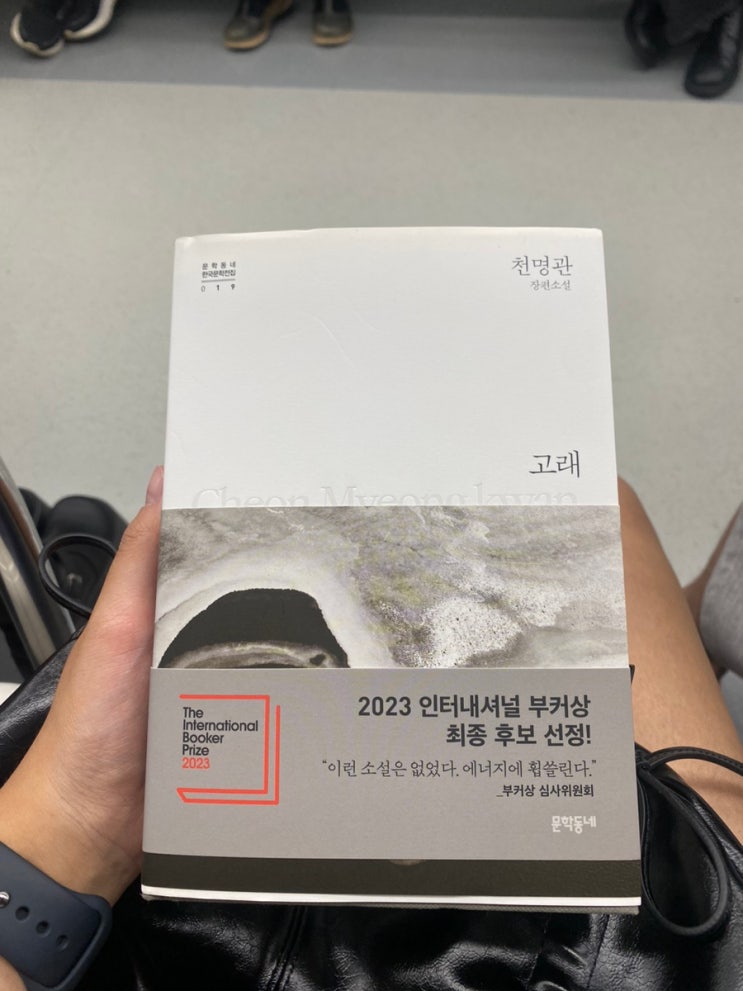 문학동네
한국문학전집
019
천명관
장편소설
고래
Cheon Myeong-kwan
The
International
Booker
Prize
2023
2023 인터내셔널 부커상
최종 후보 선정!
“이런 소설은 없었다. 에너지에 휩쓸린다.”
_부커상 심사위원회
문학동네